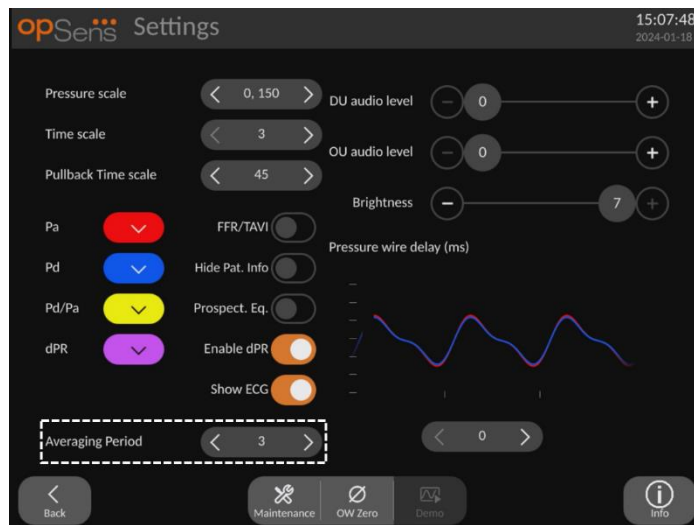 opSens Settings
15:07:48
2024-01-18
Pressure scale
0, 150
Time scale
3
Pullback Time scale
45
DU audio level
0
OU audio level
0
Brightness
7
Pa
Pd
Pd/Pa
dPR
FFR/TAVI
Hide Pat. Info
Prospect. Eq.
Enable dPR
Show ECG
Pressure wire delay (ms)
0
Averaging Period
3
Back
Maintenance
OW Zero
Demo
Info